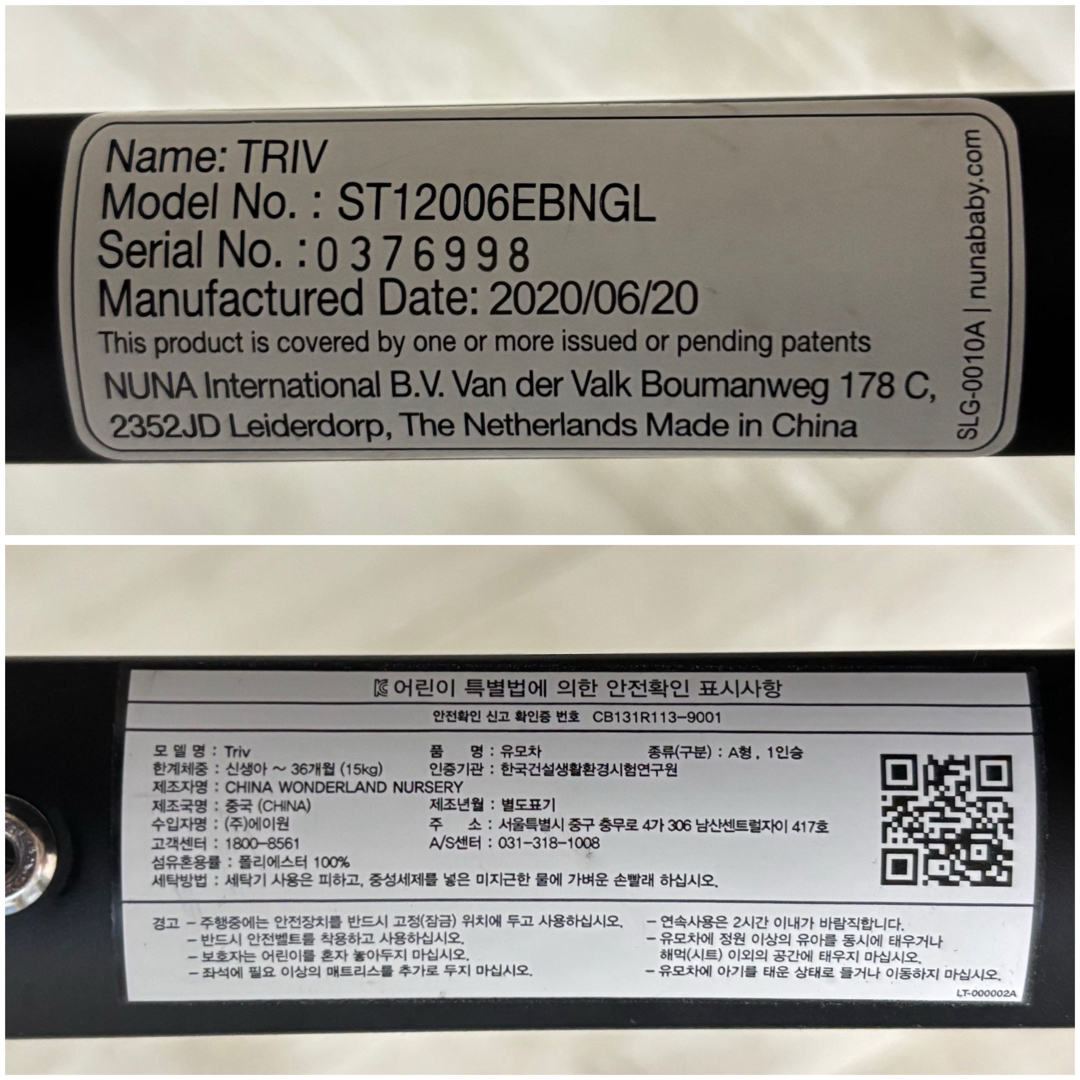 Name: TRIV
Model No. : ST12006EBNGL
Serial No. : 0376998
Manufactured Date: 2020/06/20
This product is covered by one or more issued or pending patents
NUNA International B.V. Van der Valk Boumanweg 178 C,
2352JD Leiderdorp, The Netherlands Made in China
SLG-0010A | nunababy.com
KC 어린이 특별법에 의한 안전확인 표시사항
안전확인 신고 확인증 번호 CB131R113-9001
모 델 명 : Triv 품 명 : 유모차 종류(구분) : A형, 1인승
한계체중 : 신생아 ~ 36개월 (15kg) 인증기관 : 한국건설생활환경시험연구원
제조자명 : CHINA WONDERLAND NURSERY
제조국명 : 중국 (CHINA) 제조년월 : 별도표기
수입자명 : (주)에이원 주 소 : 서울특별시 중구 충무로 4가 306 남산센트럴자이 417호
고객센터 : 1800-8561 A/S센터 : 031-318-1008
섬유혼용률 : 폴리에스터 100%
세탁방법 : 세탁기 사용은 피하고, 중성세제를 넣은 미지근한 물에 가벼운 손빨래 하십시오.
경고 - 주행중에는 안전장치를 반드시 고정(잠금) 위치에 두고 사용하십시오.
- 반드시 안전벨트를 착용하고 사용하십시오.
- 보호자는 어린이를 혼자 놓아두지 마십시오.
- 좌석에 필요 이상의 매트리스를 추가로 두지 마십시오.
- 연속사용은 2시간 이내가 바람직합니다.
- 유모차에 정원 이상의 유아를 동시에 태우거나
해먹(시트) 이외의 공간에 태우지 마십시오.
- 유모차에 아기를 태운 상태로 들거나 이동하지 마십시오.
LT-000002A